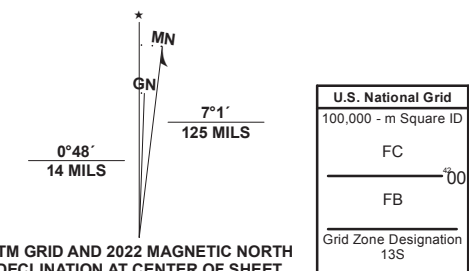 ★
MN
GN
7°1´
125 MILS
0°48´
14 MILS
TM GRID AND 2022 MAGNETIC NORTH
DECLINATION AT CENTER OF SHEET
U.S. National Grid
100,000 - m Square ID
FC
4200
FB
Grid Zone Designation
13S